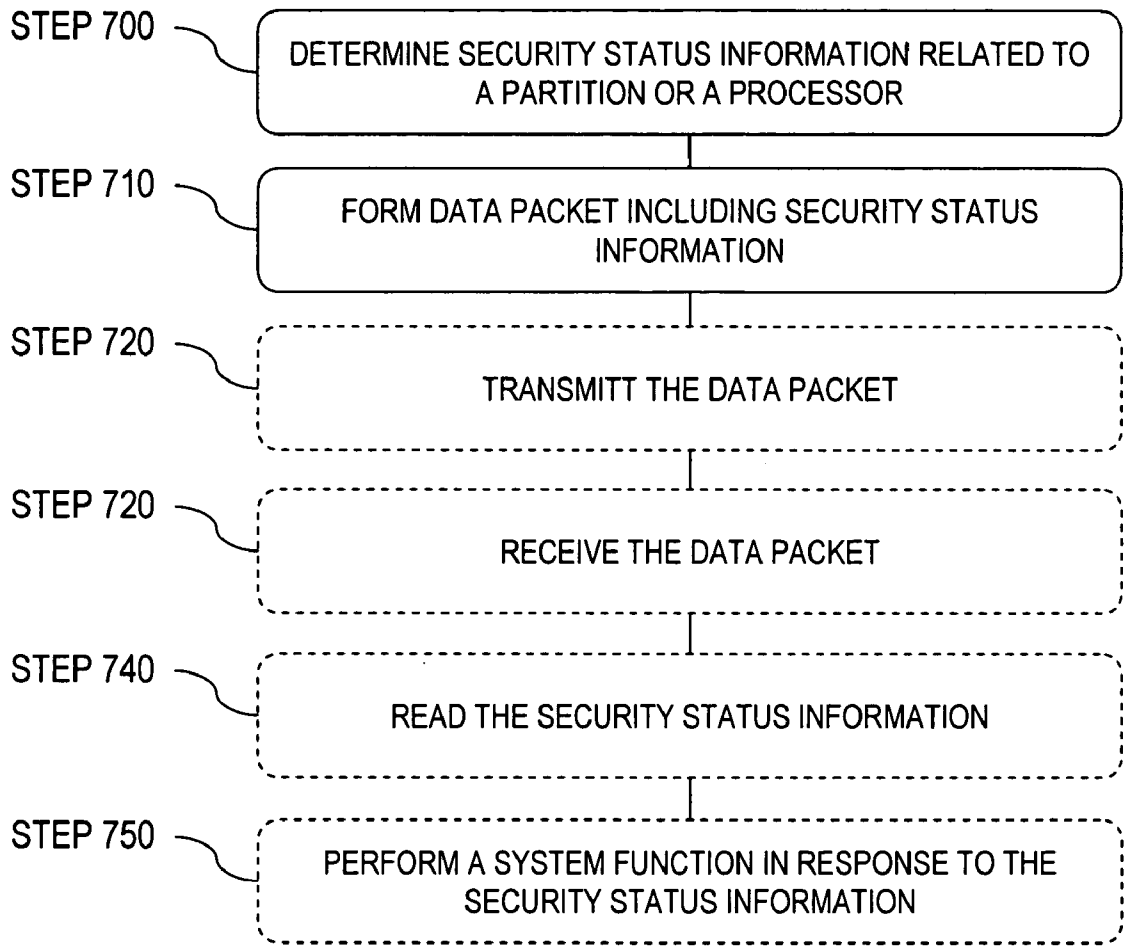 STEP 700
DETERMINE SECURITY STATUS INFORMATION RELATED TO
A PARTITION OR A PROCESSOR
STEP 710
FORM DATA PACKET INCLUDING SECURITY STATUS
INFORMATION
STEP 720
TRANSMITT THE DATA PACKET
STEP 720
RECEIVE THE DATA PACKET
STEP 740
READ THE SECURITY STATUS INFORMATION
STEP 750
PERFORM A SYSTEM FUNCTION IN RESPONSE TO THE
SECURITY STATUS INFORMATION